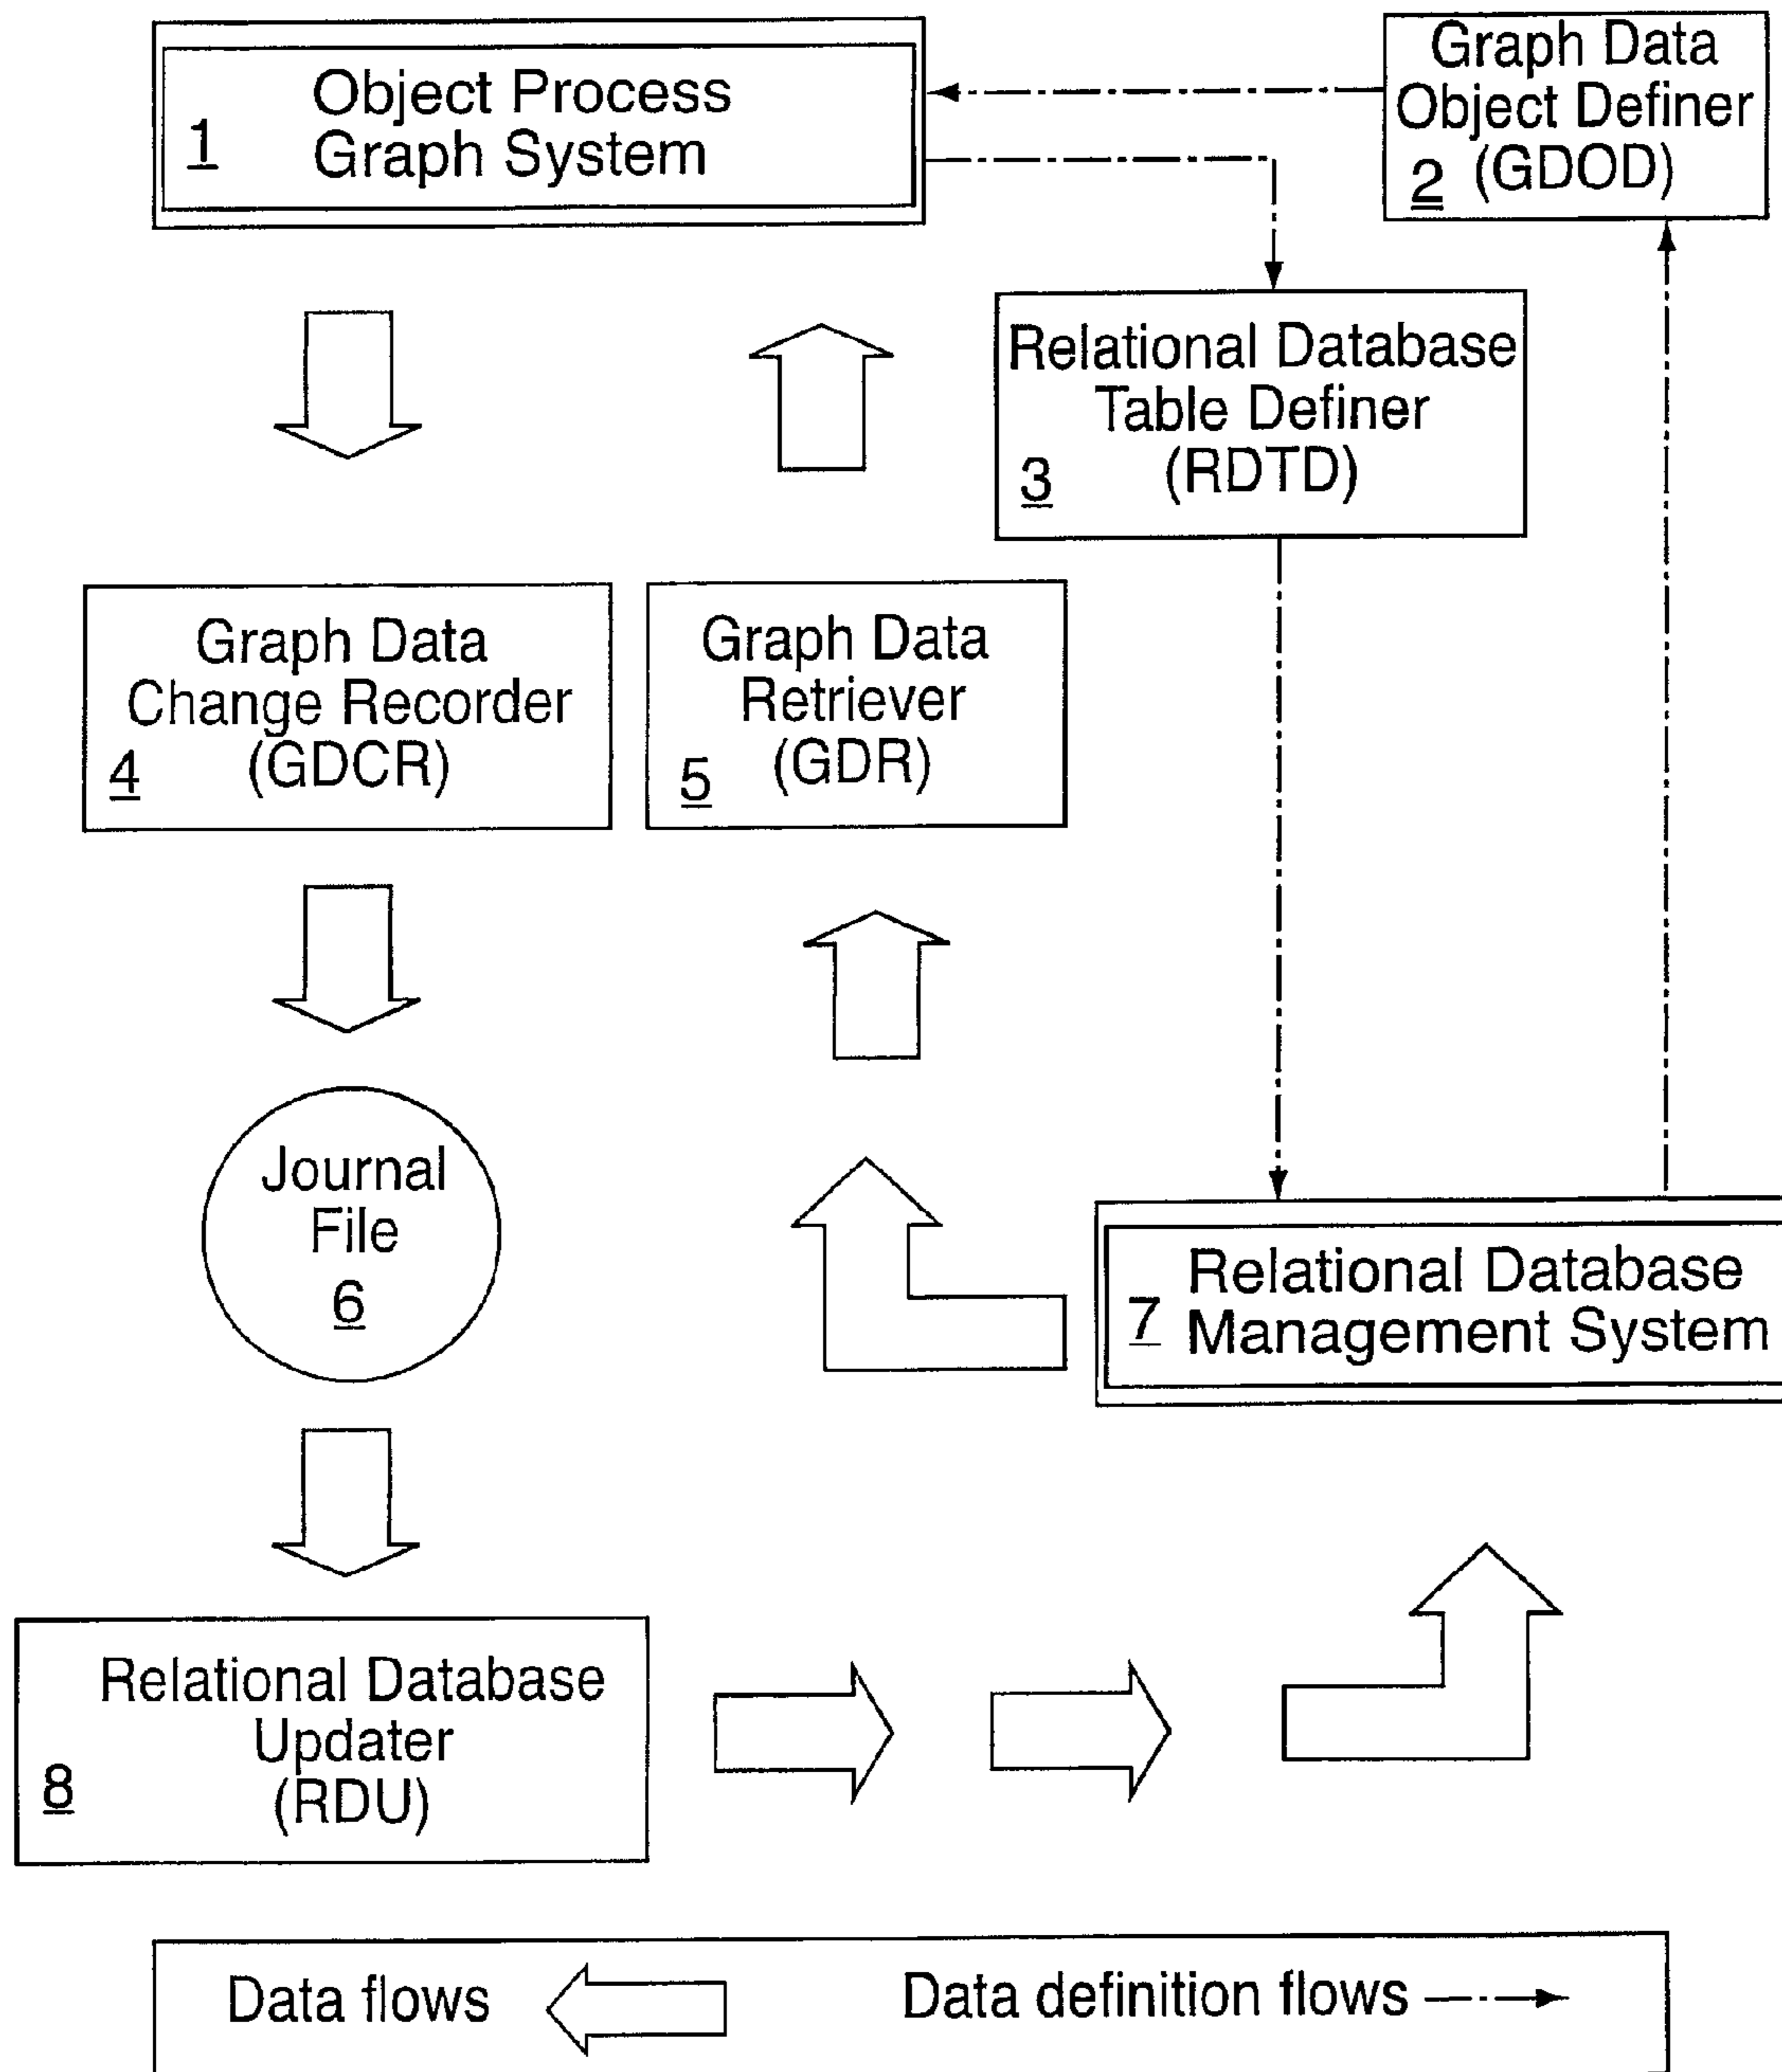 Object Process
Graph System
1
Graph Data
Object Definer
(GDOD)
2
Relational Database
Table Definer
(RDTD)
3
Graph Data
Change Recorder
(GDCR)
4
Graph Data
Retriever
(GDR)
5
Journal
File
6
Relational Database
Management System
7
Relational Database
Updater
(RDU)
8
Data flows
Data definition flows